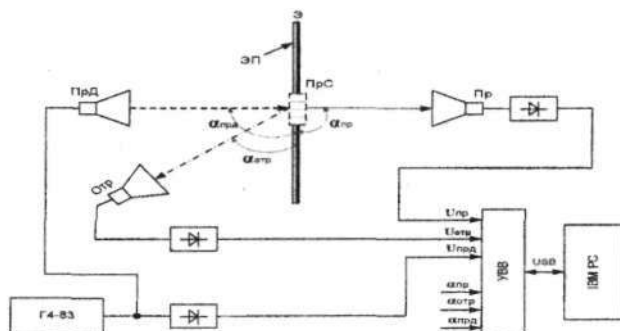 Э
ЭП
ПрД
ПрС
Пр
αпрд
αпр
αотр
Отр
Uпр
Uотр
Uпрд
αпр
αотр
αпрд
УВВ
USB
IBM PC
Г4-83